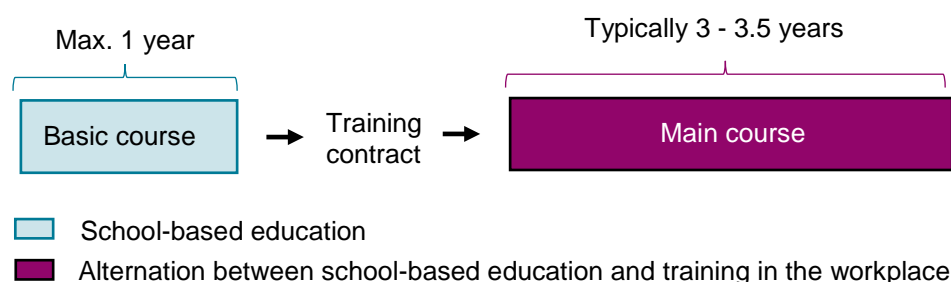 Max. 1 year
Typically 3 - 3.5 years
Basic course
Training
contract
Main course
School-based education
Alternation between school-based education and training in the workplace